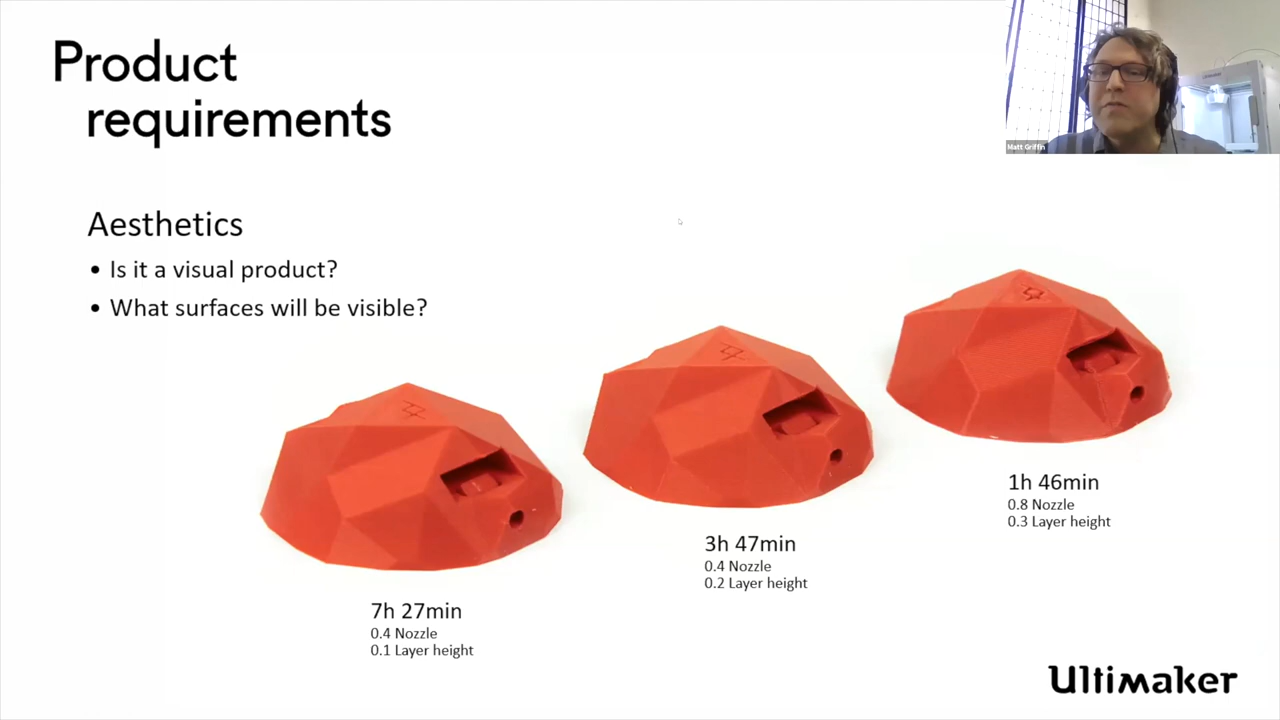 Product
requirements
Matt Griffin
Aesthetics
• Is it a visual product?
• What surfaces will be visible?
1h 46min
0.8 Nozzle
0.3 Layer height
3h 47min
0.4 Nozzle
0.2 Layer height
7h 27min
0.4 Nozzle
0.1 Layer height
Ultimaker